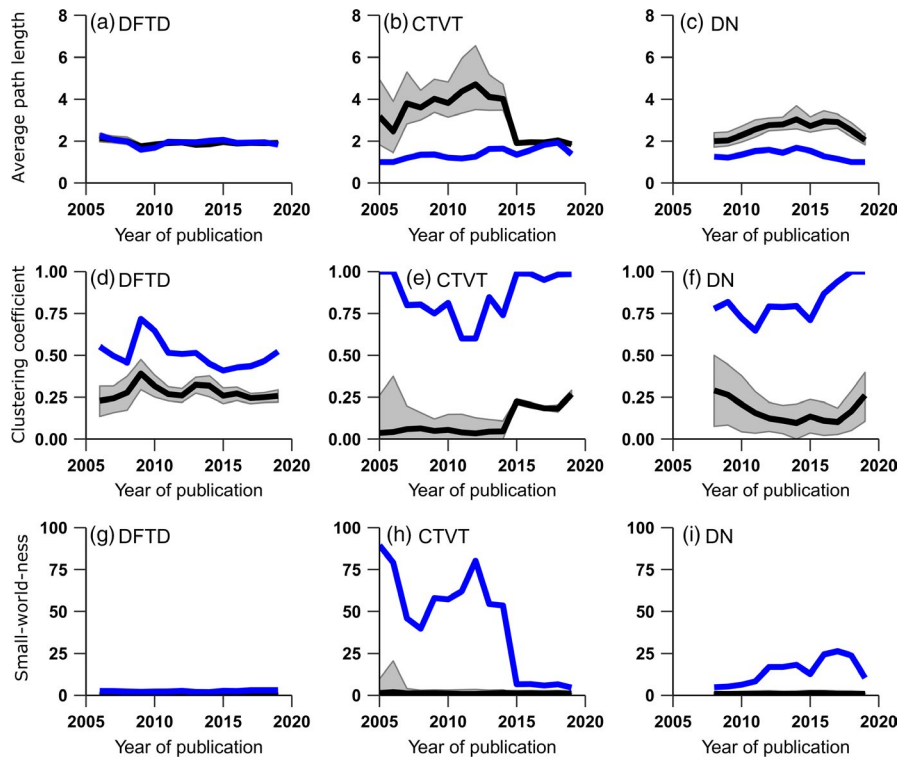 (a) DFTD (b) CTVT (c) DN
Average path length
8 6 4 2 0
8 6 4 2 0
8 6 4 2 0
2005 2010 2015 2020 2005 2010 2015 2020 2005 2010 2015 2020
Year of publication Year of publication Year of publication
(d) DFTD (e) CTVT (f) DN
Clustering coefficient
1.00 0.75 0.50 0.25 0.00
1.00 0.75 0.50 0.25 0.00
1.00 0.75 0.50 0.25 0.00
2005 2010 2015 2020 2005 2010 2015 2020 2005 2010 2015 2020
Year of publication Year of publication Year of publication
(g) DFTD (h) CTVT (i) DN
Small-world-ness
100 75 50 25 0
100 75 50 25 0
100 75 50 25 0
2005 2010 2015 2020 2005 2010 2015 2020 2005 2010 2015 2020
Year of publication Year of publication Year of publication